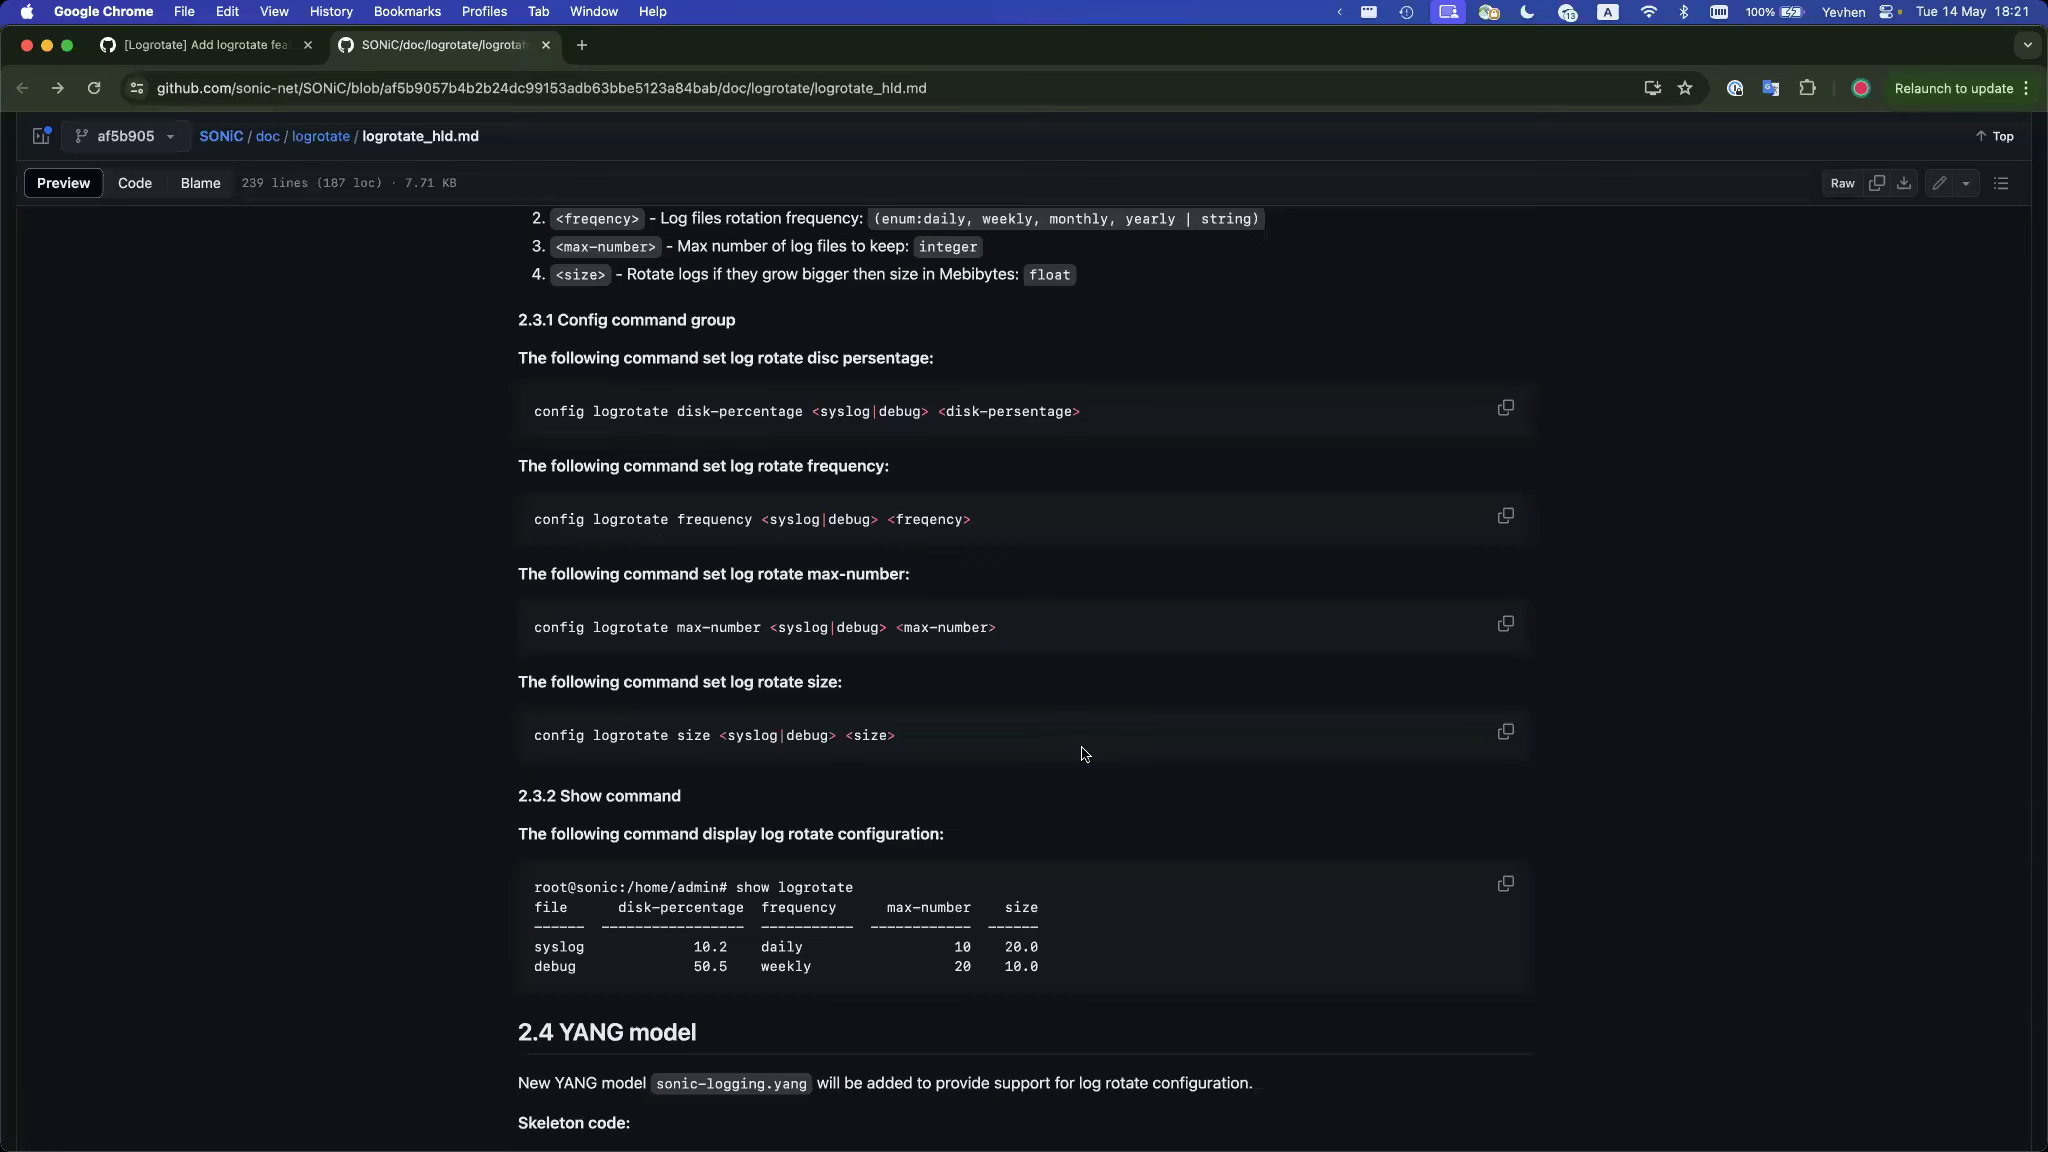 Google Chrome File Edit View History Bookmarks Profiles Tab Window Help 13 A 100% Yevhen Tue 14 May 18:21
[Logrotate] Add logrotate fea SONiC/doc/logrotate/logrotat
github.com/sonic-net/SONiC/blob/af5b9057b4b2b24dc99153adb63bbe5123a84bab/doc/logrotate/logrotate_hld.md Relaunch to update
af5b905 SONiC / doc / logrotate / logrotate_hld.md Top
Preview Code Blame 239 lines (187 loc) · 7.71 KB Raw
2. <freqency> - Log files rotation frequency: (enum:daily, weekly, monthly, yearly | string)
3. <max-number> - Max number of log files to keep: integer
4. <size> - Rotate logs if they grow bigger then size in Mebibytes: float
2.3.1 Config command group
The following command set log rotate disc persentage:
config logrotate disk-percentage <syslog|debug> <disk-persentage>
The following command set log rotate frequency:
config logrotate frequency <syslog|debug> <freqency>
The following command set log rotate max-number:
config logrotate max-number <syslog|debug> <max-number>
The following command set log rotate size:
config logrotate size <syslog|debug> <size>
2.3.2 Show command
The following command display log rotate configuration:
root@sonic:/home/admin# show logrotate
file disk-percentage frequency max-number size
------ ----------------- ----------- ------------ ------
syslog 10.2 daily 10 20.0
debug 50.5 weekly 20 10.0
2.4 YANG model
New YANG model sonic-logging.yang will be added to provide support for log rotate configuration.
Skeleton code: